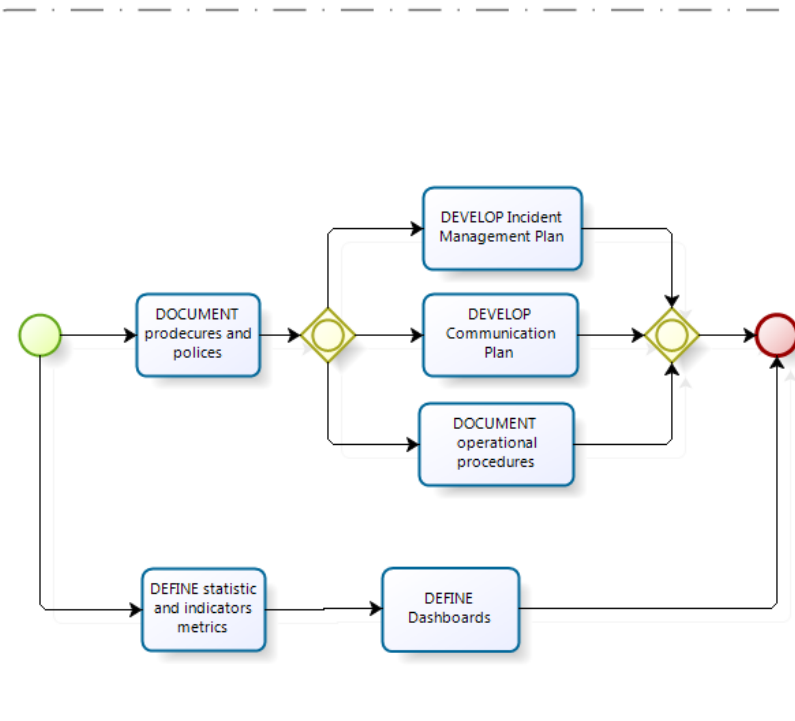 DEVELOP Incident
Management Plan
DOCUMENT
prodecures and
polices
DEVELOP
Communication
Plan
DOCUMENT
operational
procedures
DEFINE statistic
and indicators
metrics
DEFINE
Dashboards